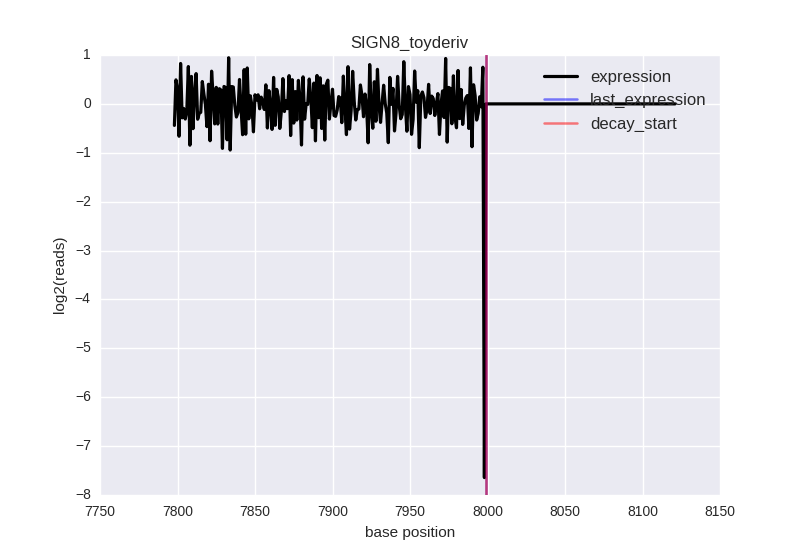 SIGN8_toyderiv
expression
last_expression
decay_start
1
0
−1
−2
−3
−4
−5
−6
−7
−8
log2(reads)
7750 7800 7850 7900 7950 8000 8050 8100 8150
base position